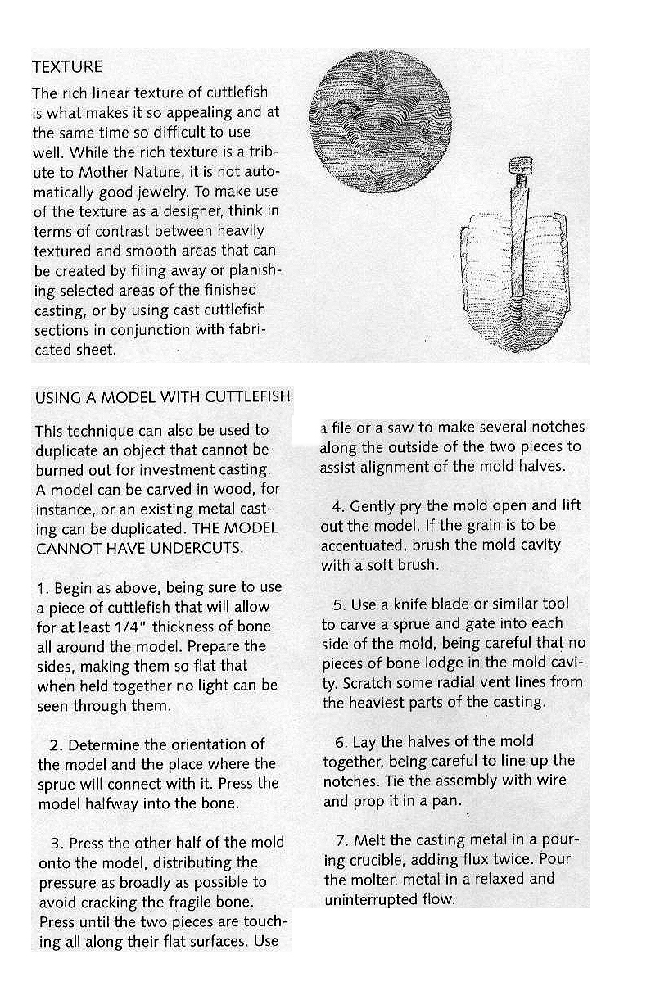 TEXTURE
The rich linear texture of cuttlefish
is what makes it so appealing and at
the same time so difficult to use
well. While the rich texture is a trib-
ute to Mother Nature, it is not auto-
matically good jewelry. To make use
of the texture as a designer, think in
terms of contrast between heavily
textured and smooth areas that can
be created by filing away or planish-
ing selected areas of the finished
casting, or by using cast cuttlefish
sections in conjunction with fabri-
cated sheet.
USING A MODEL WITH CUTTLEFISH
This technique can also be used to
duplicate an object that cannot be
burned out for investment casting.
A model can be carved in wood, for
instance, or an existing metal cast-
ing can be duplicated. THE MODEL
CANNOT HAVE UNDERCUTS.
1. Begin as above, being sure to use
a piece of cuttlefish that will allow
for at least 1/4" thickness of bone
all around the model. Prepare the
sides, making them so flat that
when held together no light can be
seen through them.
2. Determine the orientation of
the model and the place where the
sprue will connect with it. Press the
model halfway into the bone.
3. Press the other half of the mold
onto the model, distributing the
pressure as broadly as possible to
avoid cracking the fragile bone.
Press until the two pieces are touch-
ing all along their flat surfaces. Use
a file or a saw to make several notches
along the outside of the two pieces to
assist alignment of the mold halves.
4. Gently pry the mold open and lift
out the model. If the grain is to be
accentuated, brush the mold cavity
with a soft brush.
5. Use a knife blade or similar tool
to carve a sprue and gate into each
side of the mold, being careful that no
pieces of bone lodge in the mold cavi-
ty. Scratch some radial vent lines from
the heaviest parts of the casting.
6. Lay the halves of the mold
together, being careful to line up the
notches. Tie the assembly with wire
and prop it in a pan.
7. Melt the casting metal in a pour-
ing crucible, adding flux twice. Pour
the molten metal in a relaxed and
uninterrupted flow.